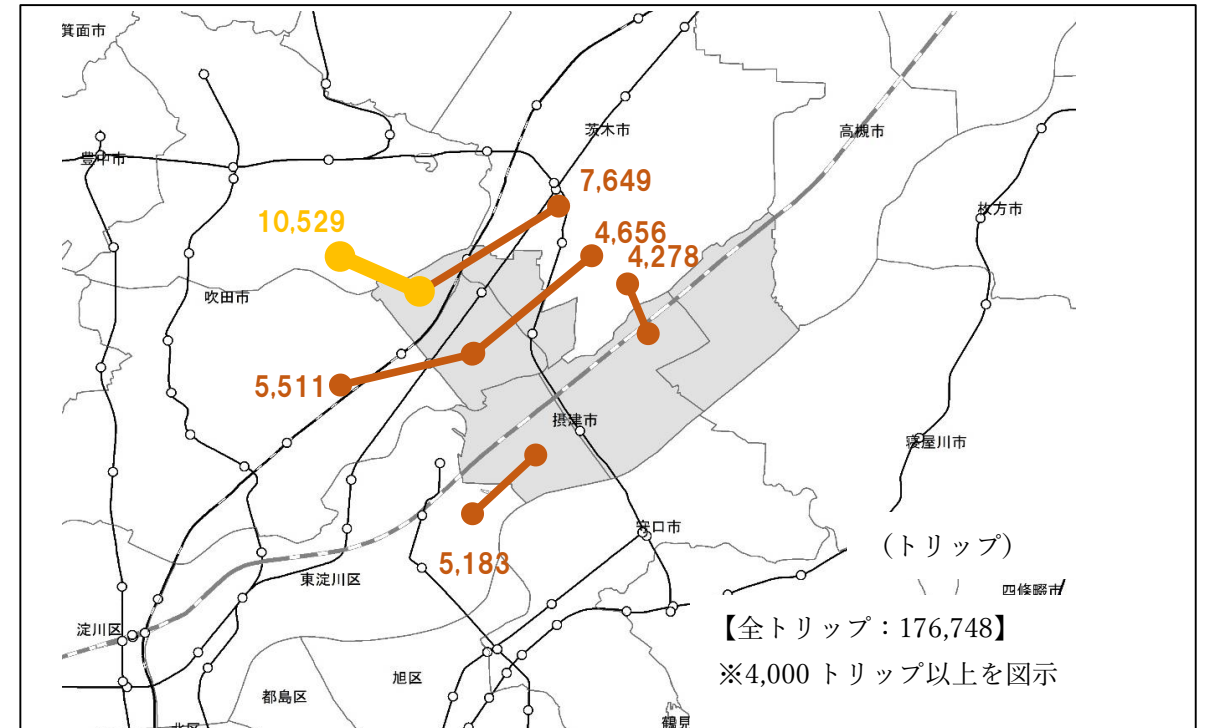 箕面市
茨木市
高槻市
豊中市
7,649
枚方市
10,529
4,656
4,278
吹田市
5,511
摂津市
寝屋川市
守口市
(トリップ)
5,183
東淀川区
四條畷市
淀川区
【全トリップ：176,748】
※4,000 トリップ以上を図示
旭区
都島区